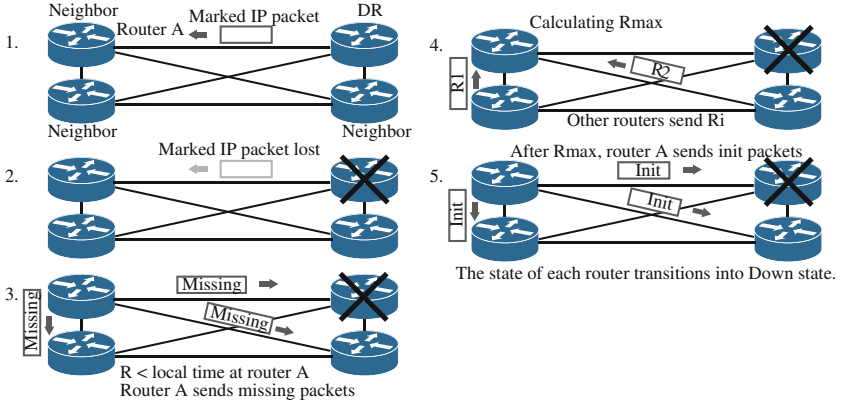 1.
Neighbor
Router A
Marked IP packet
DR
Neighbor
Neighbor
2.
Marked IP packet lost
3.
Missing
Missing
Missing
R < local time at router A
Router A sends missing packets
4.
Calculating Rmax
R1
R2
Other routers send Ri
5.
After Rmax, router A sends init packets
Init
Init
Init
The state of each router transitions into Down state.